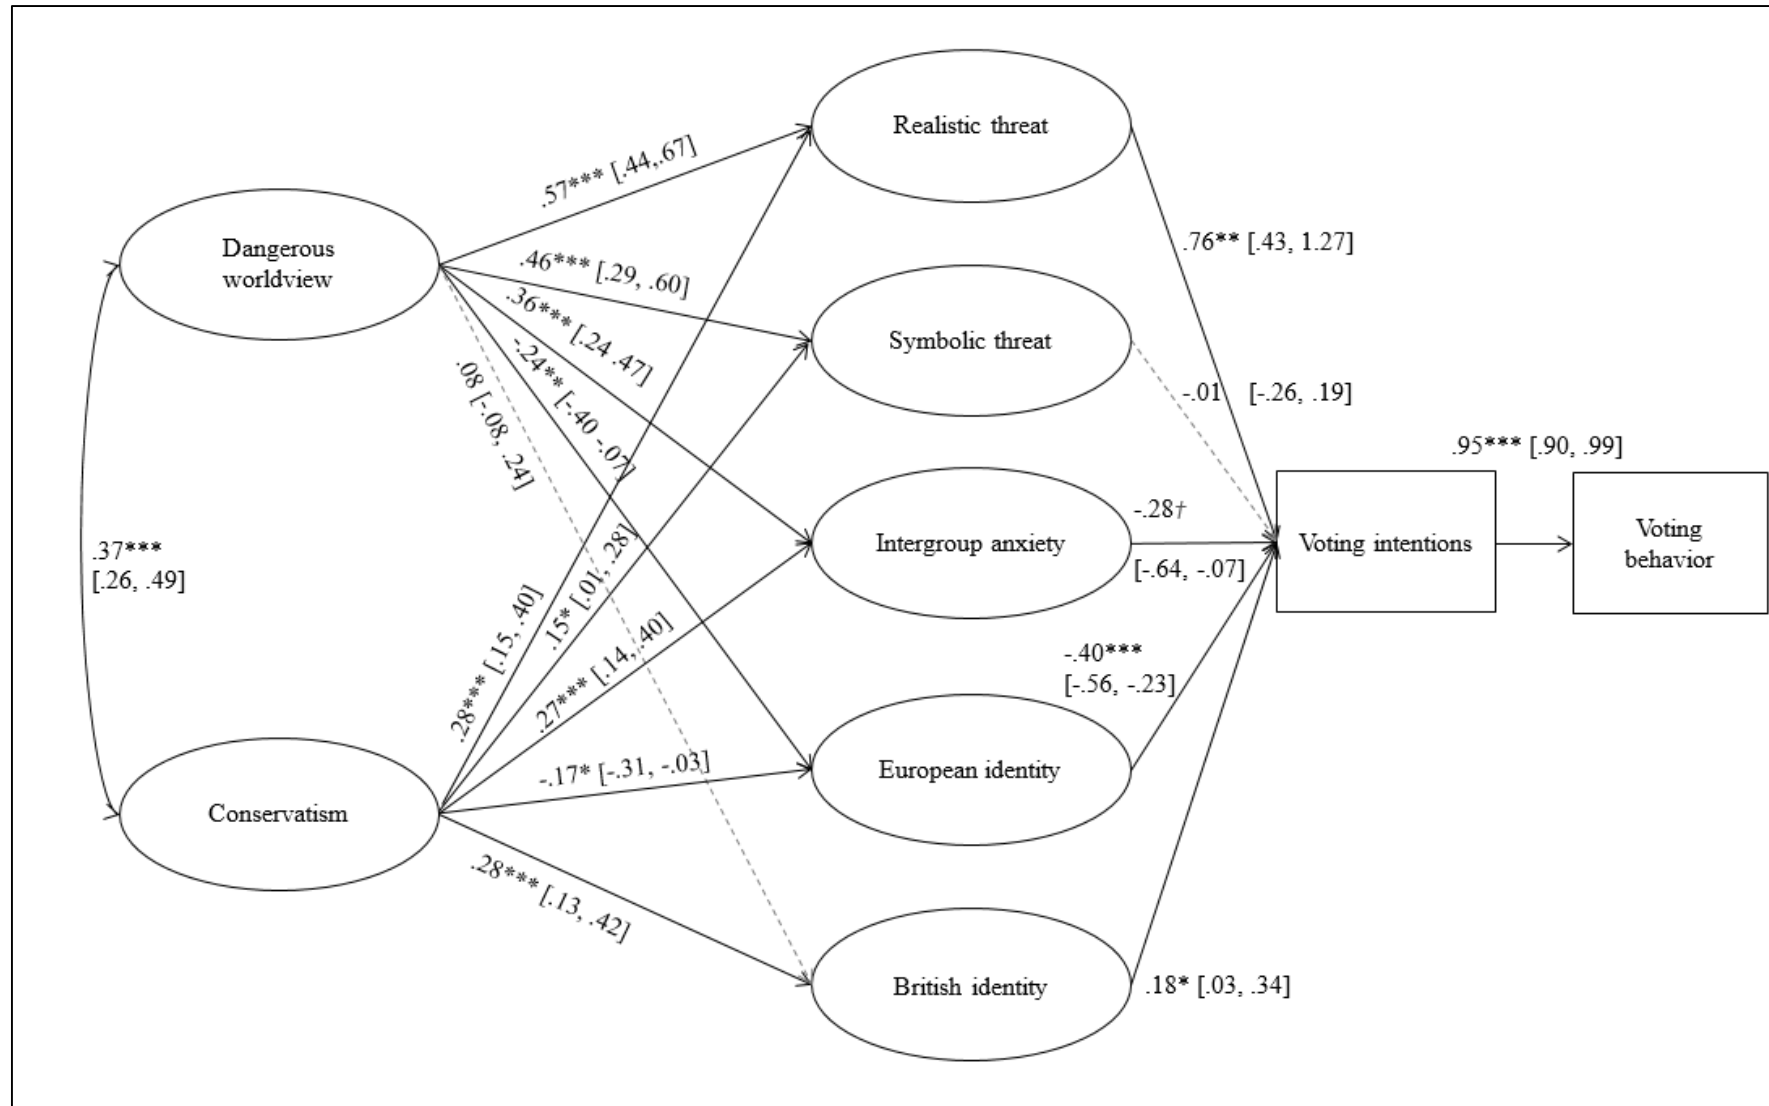 Realistic threat
.57*** [.44,.67]
Dangerous
worldview
.76** [.43, 1.27]
.46*** [.29, .60]
.36*** [.24 .47]
Symbolic threat
-.24** [-.40 -.07]
.08 [-.08, .24]
-.01 [-.26, .19]
.95*** [.90, .99]
-.28†
Intergroup anxiety
Voting intentions
Voting
behavior
[-.64, -.07]
.37***
[.26, .49]
.28*** [.15, .40]
.15* [.01, .28]
.27*** [.14, .40]
-.40***
[-.56, -.23]
-.17* [-.31, -.03]
European identity
Conservatism
.28*** [.13, .42]
British identity
.18* [.03, .34]